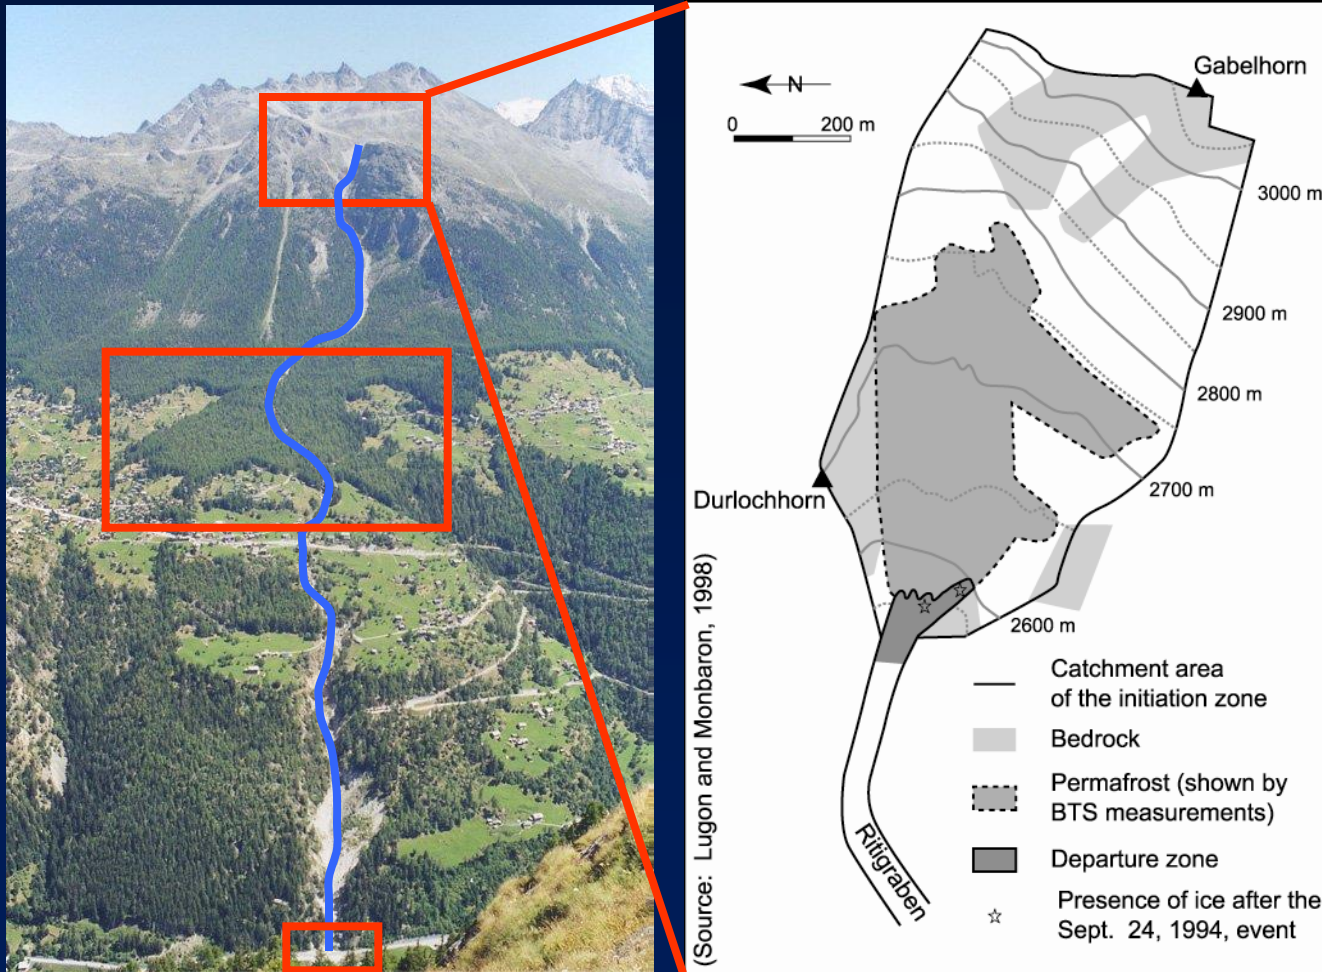 Gabelhorn
N
0 200 m
3000 m
2900 m
2800 m
2700 m
Durlochhorn
2600 m
Catchment area
of the initiation zone
Bedrock
Permafrost (shown by
BTS measurements)
Departure zone
Presence of ice after the
Sept. 24, 1994, event
Ritigraben
(Source: Lugon and Monbaron, 1998)